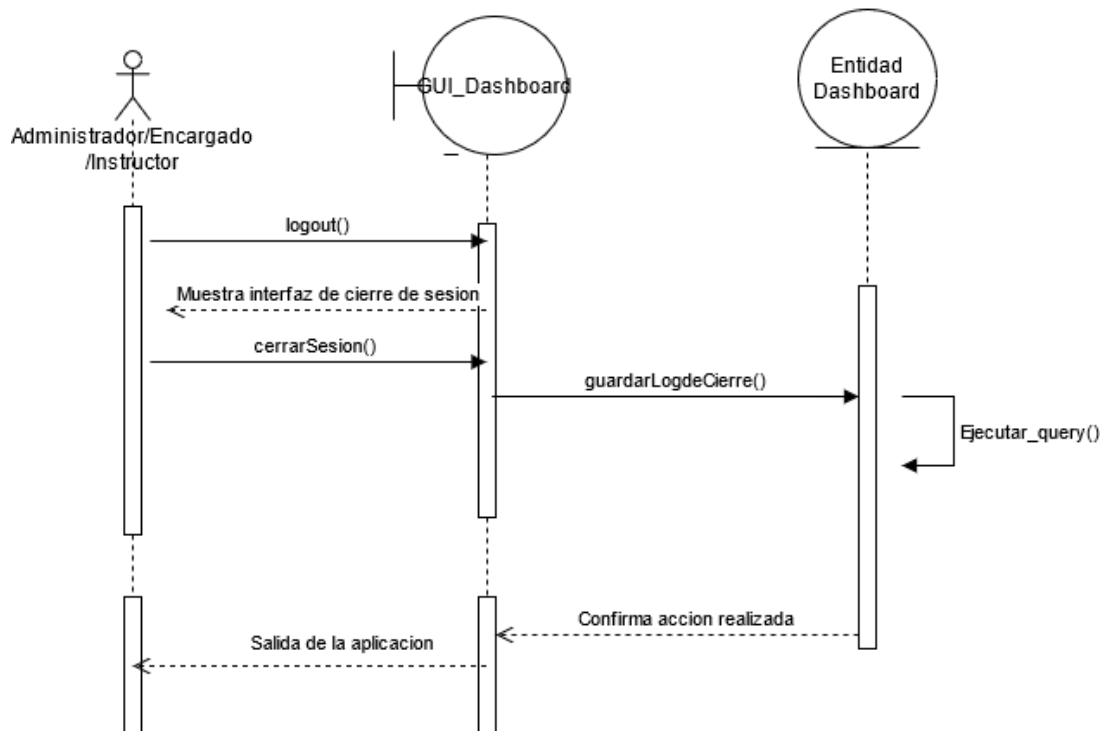 Entidad
Dashboard
GUI_Dashboard
Administrador/Encargado
/Instructor
logout()
Muestra interfaz de cierre de sesion
cerrarSesion()
guardarLogdeCierre()
Ejecutar_query()
Confirma accion realizada
Salida de la aplicacion